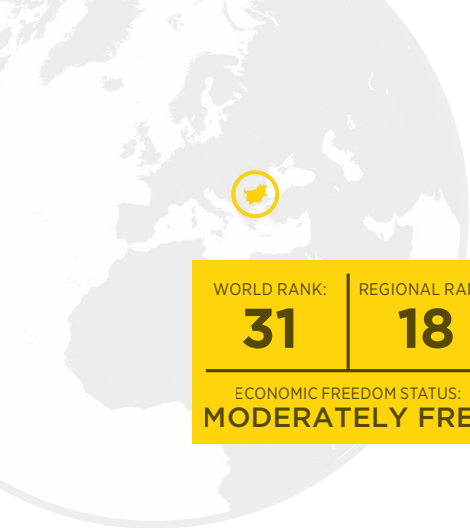 WORLD RANK:
31
REGIONAL RAN
18
ECONOMIC FREEDOM STATUS:
MODERATELY FRE